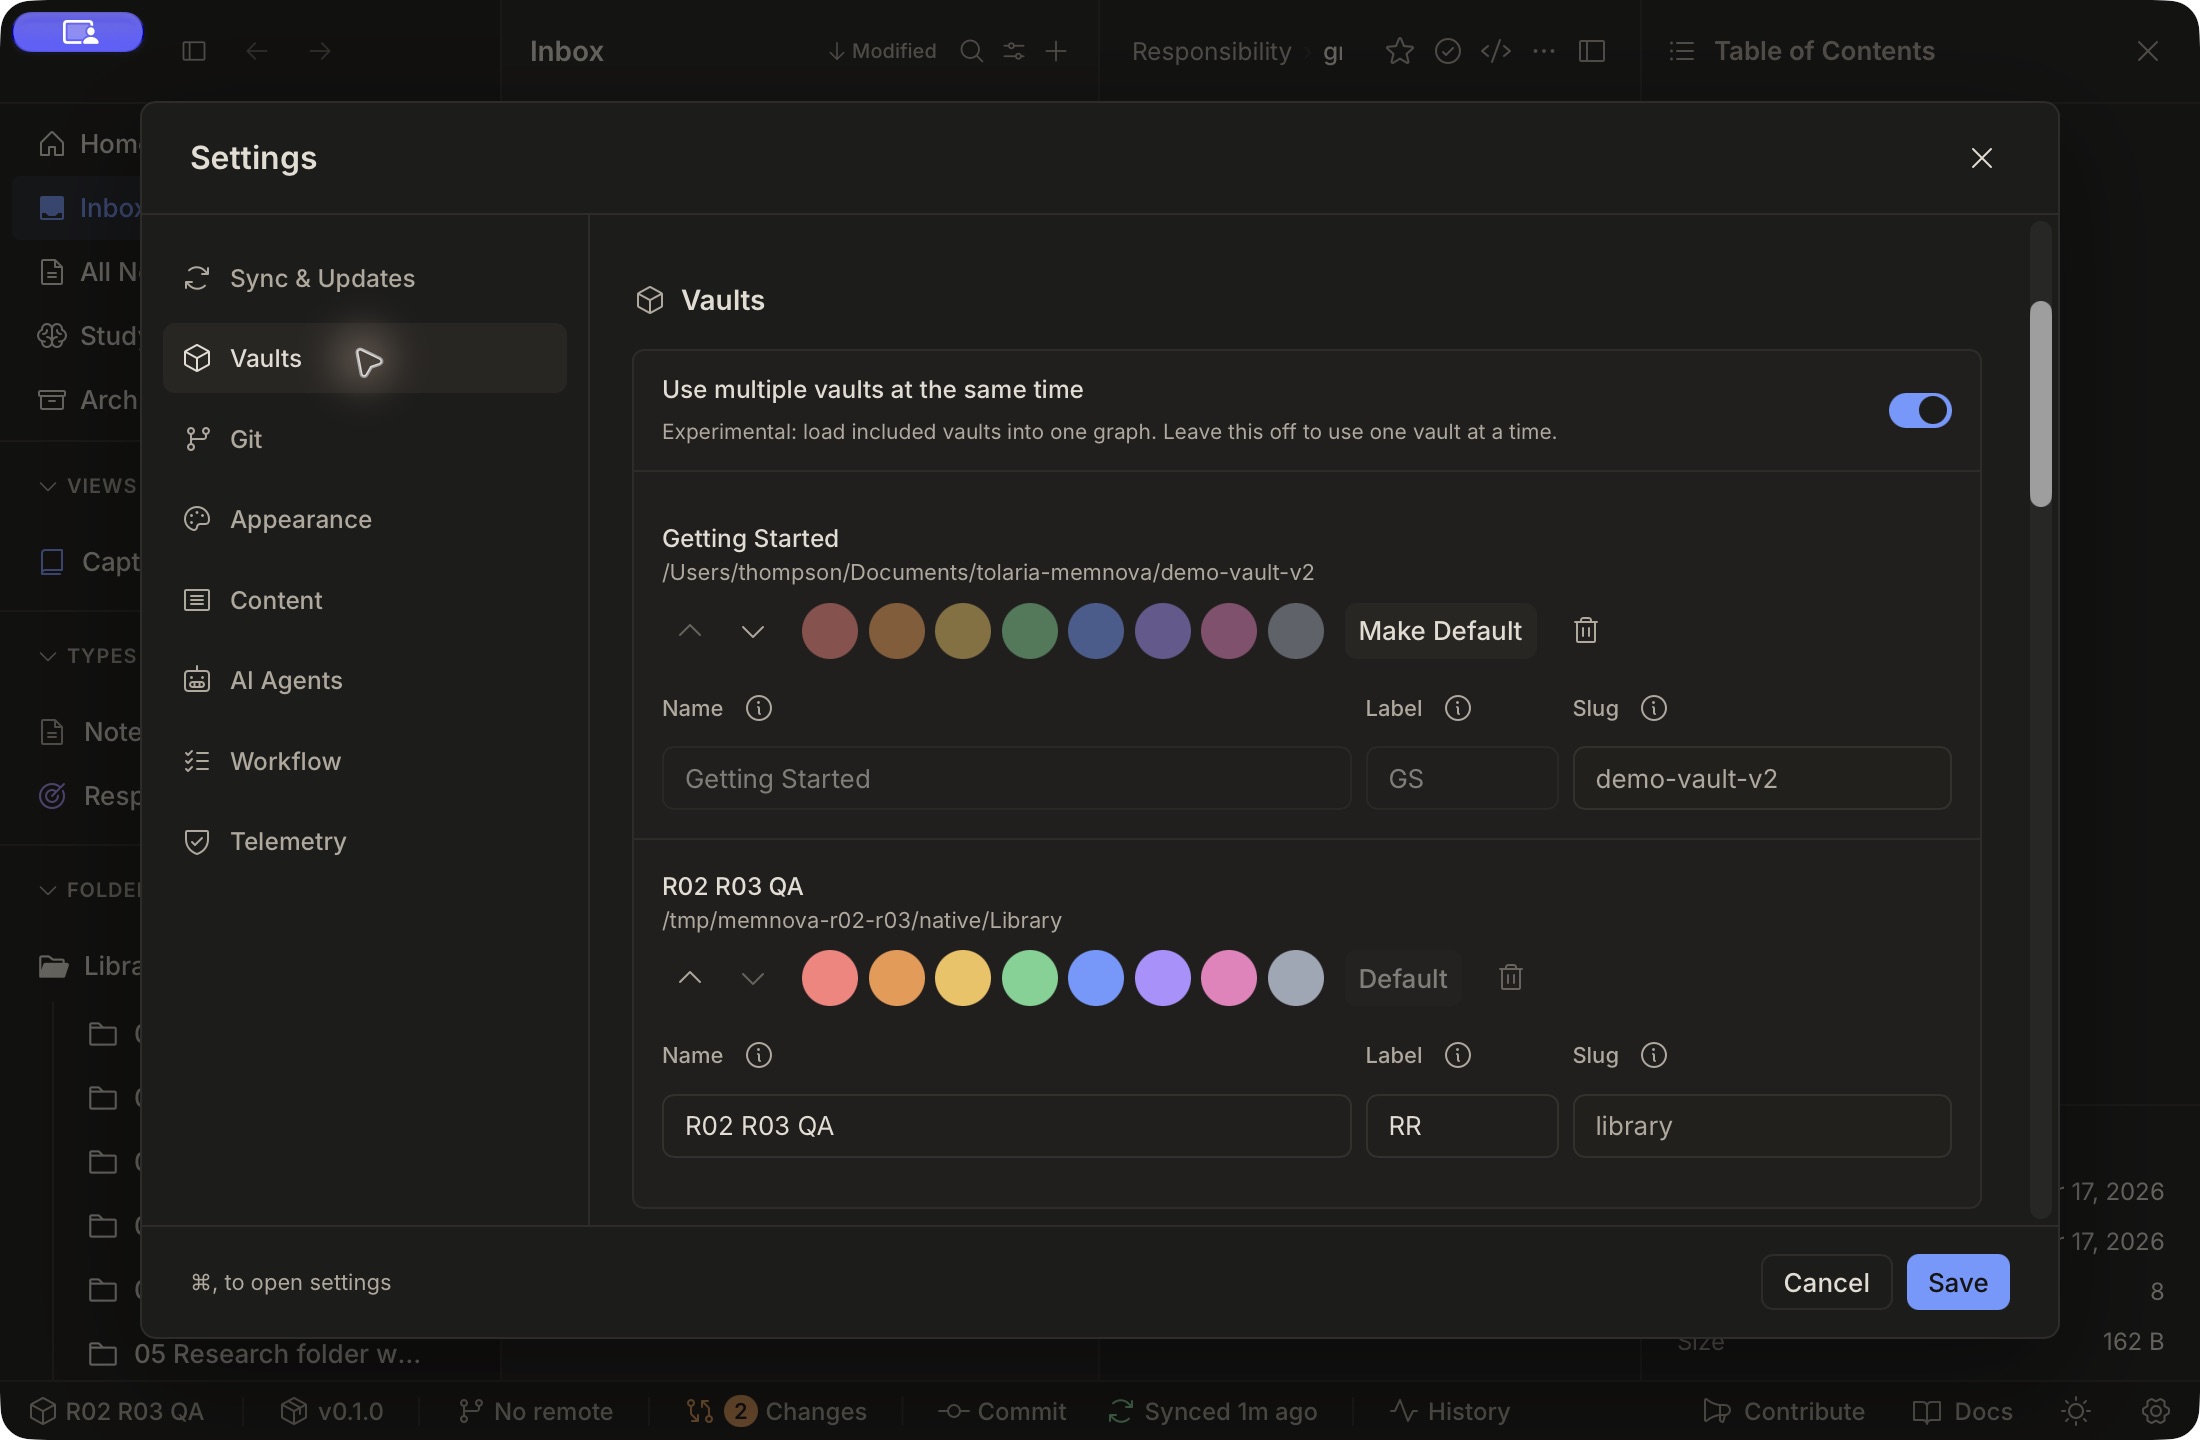 Inbox
Modified
Responsibility
Table of Contents
Settings
Inbox
Sync & Updates
Vaults
Git
Appearance
Content
AI Agents
Workflow
Telemetry
VIEWS
TYPES
Note
Vaults
Use multiple vaults at the same time
Experimental: load included vaults into one graph. Leave this off to use one vault at a time.
Getting Started
/Users/thompson/Documents/tolaria-memnova/demo-vault-v2
Make Default
Name Label Slug
Getting Started GS demo-vault-v2
R02 R03 QA
/tmp/memnova-r02-r03/native/Library
Default
Name Label Slug
R02 R03 QA RR library
⌘, to open settings
Cancel Save
17, 2026
17, 2026
8
Size 162 B
05 Research folder w...
R02 R03 QA v0.1.0 No remote 2 Changes Commit Synced 1m ago History Contribute Docs